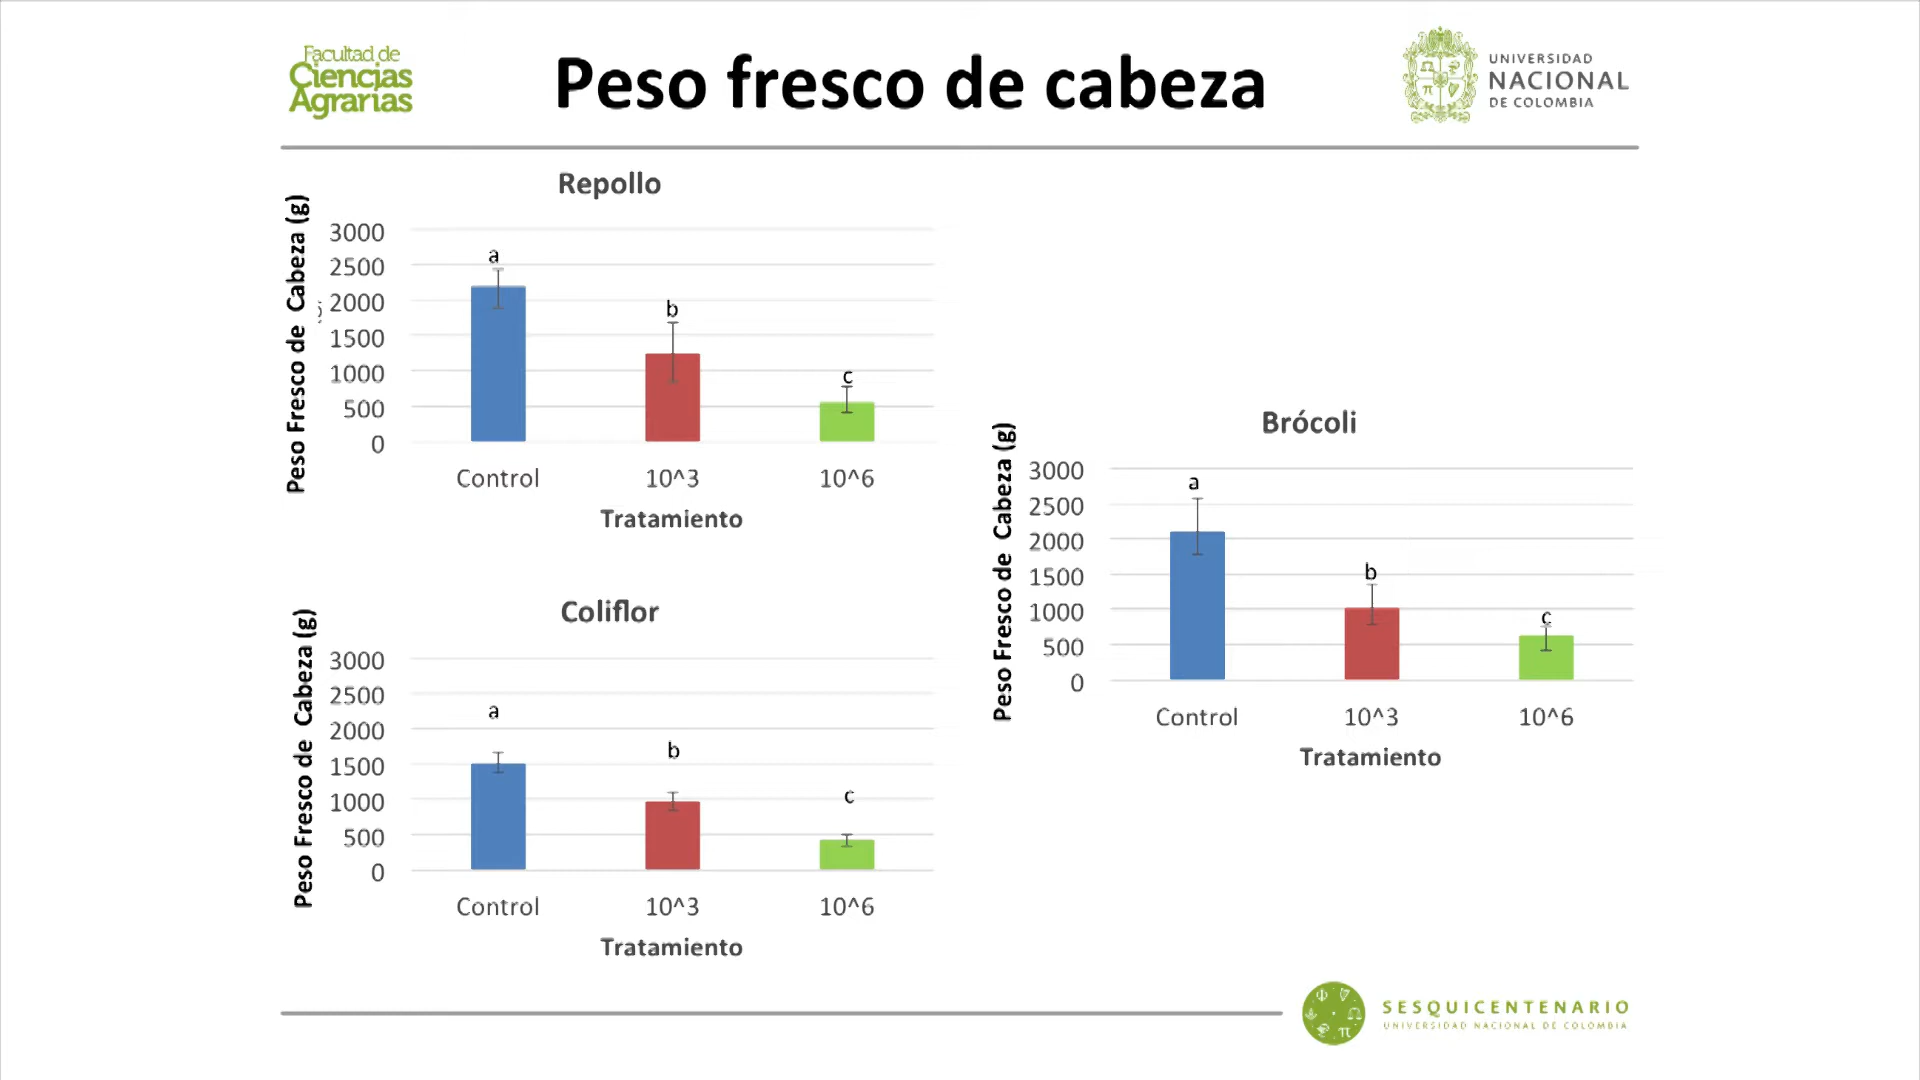 Facultad de
Ciencias
Agrarias
Peso fresco de cabeza
UNIVERSIDAD
NACIONAL
DE COLOMBIA
Repollo
Peso Fresco de Cabeza (g)
3000
2500
2000
1500
1000
500
0
a
b
c
Control 10^3 10^6
Tratamiento
Coliflor
Peso Fresco de Cabeza (g)
3000
2500
2000
1500
1000
500
0
a
b
c
Control 10^3 10^6
Tratamiento
Brócoli
Peso Fresco de Cabeza (g)
3000
2500
2000
1500
1000
500
0
a
b
c
Control 10^3 10^6
Tratamiento
SESQUICENTENARIO
UNIVERSIDAD NACIONAL DE COLOMBIA